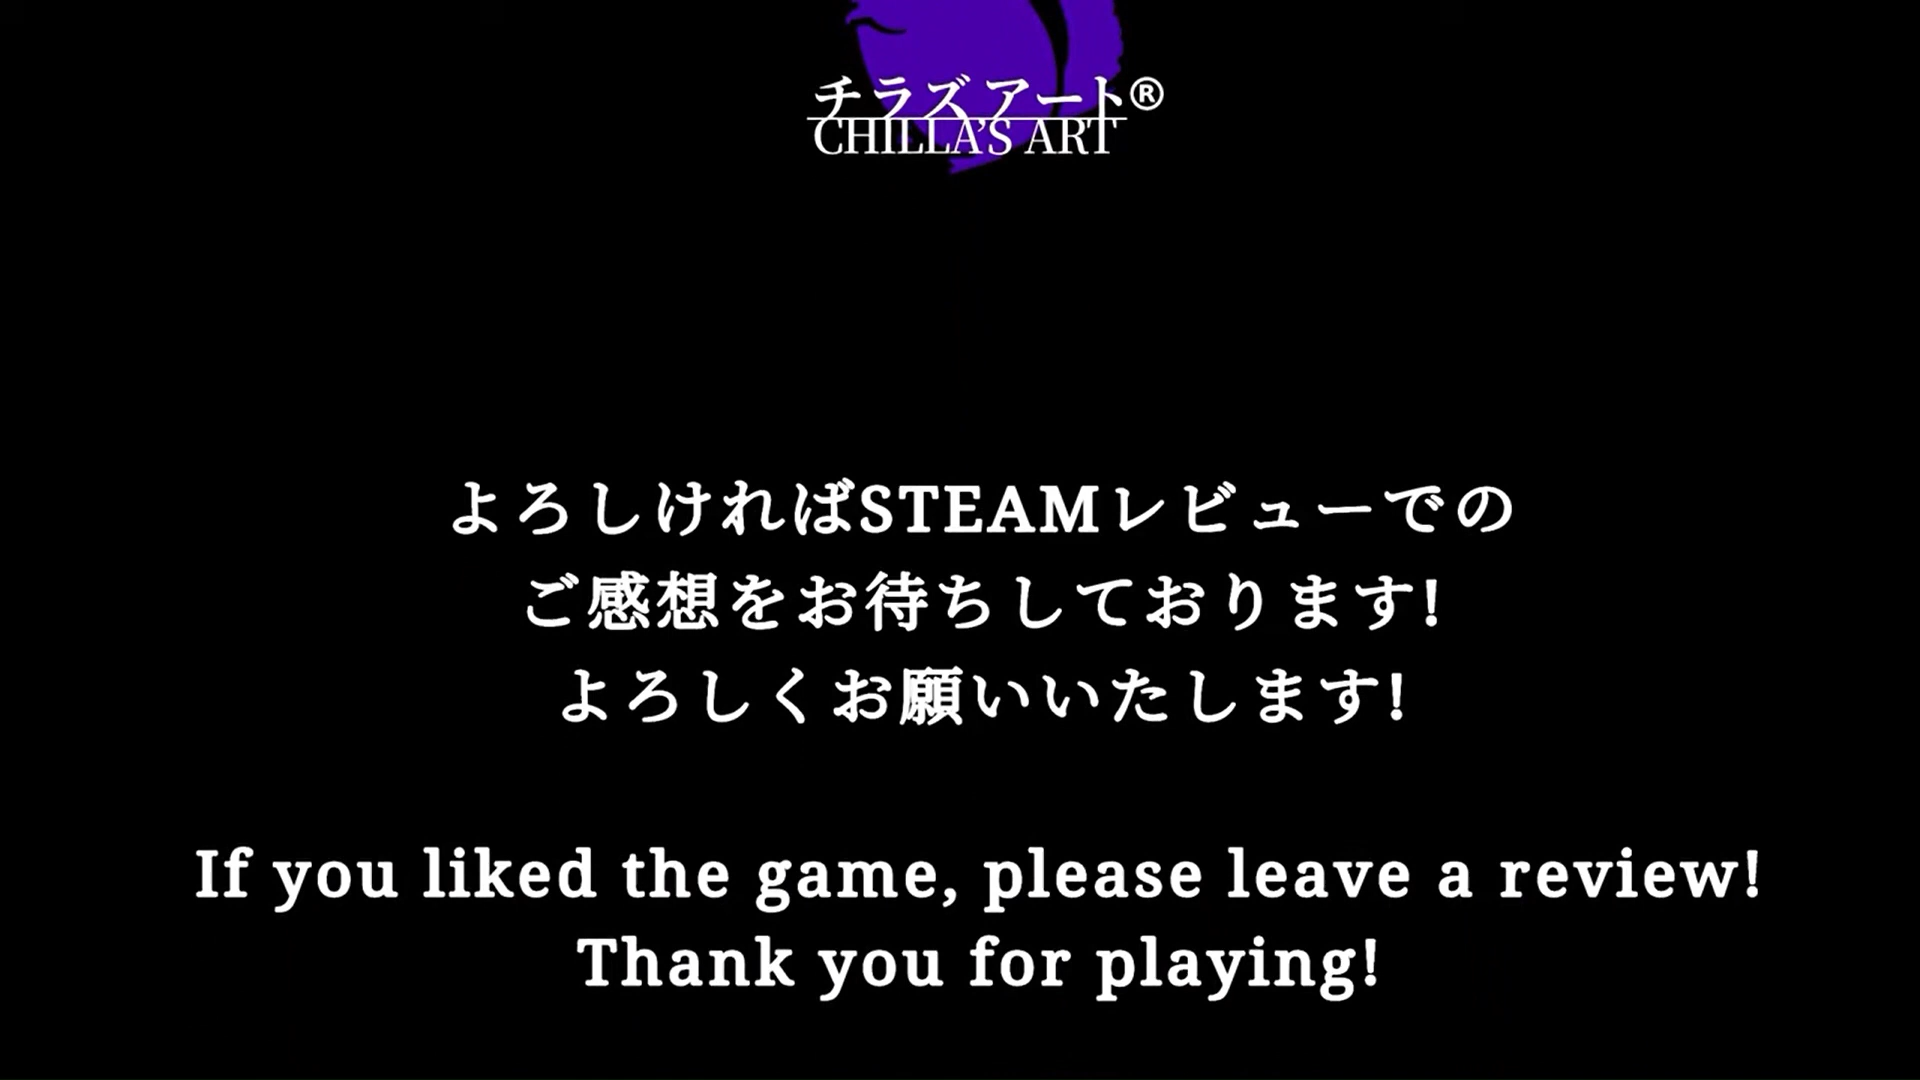 チラズアート®
CHILLA'S ART
よろしければSTEAMレビューでの
ご感想をお待ちしております!
よろしくお願いいたします!
If you liked the game, please leave a review!
Thank you for playing!